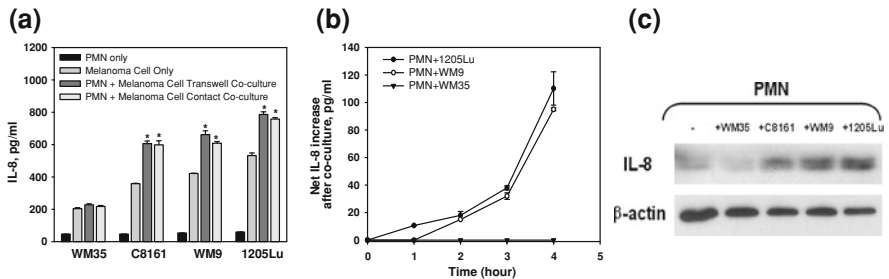 (a)
1200
1000
800
600
400
200
0
IL-8, pg/ml
PMN only
Melanoma Cell Only
PMN + Melanoma Cell Transwell Co-culture
PMN + Melanoma Cell Contact Co-culture
* *
* *
* *
WM35 C8161 WM9 1205Lu
(b)
140
120
100
80
60
40
20
0
Net IL-8 increase
after co-culture, pg/ml
PMN+1205Lu
PMN+WM9
PMN+WM35
0 1 2 3 4 5
Time (hour)
(c)
PMN
- +WM35 +C8161 +WM9 +1205Lu
IL-8
β-actin